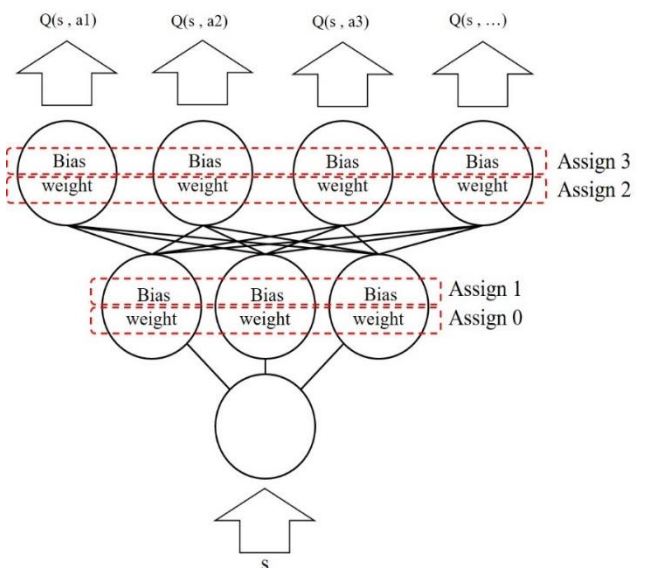 Q(s , a1) Q(s , a2) Q(s , a3) Q(s , ...)
Bias Bias Bias Bias Assign 3
weight weight weight weight Assign 2
Bias Bias Bias Assign 1
weight weight weight Assign 0
s